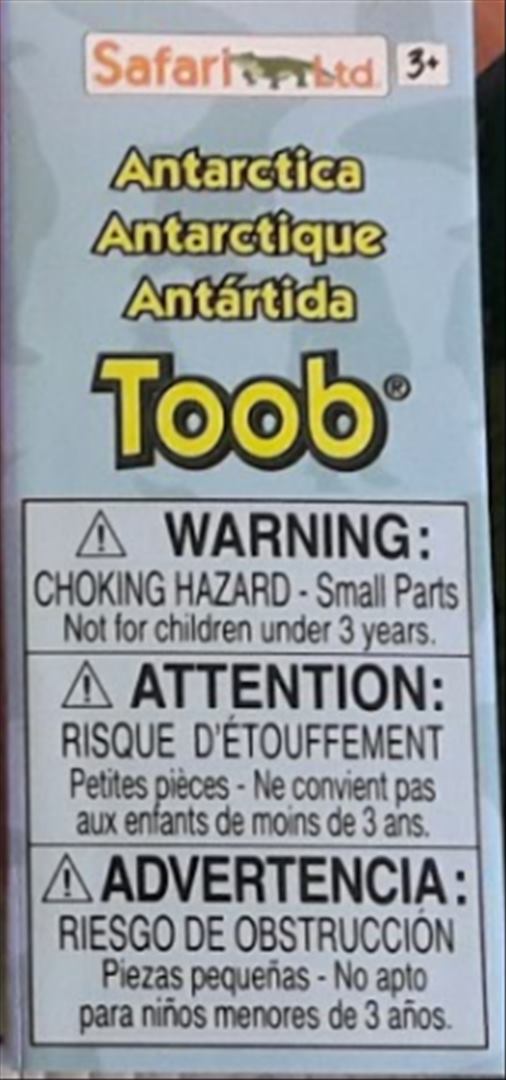 Safari Ltd 3+
Antarctica
Antarctique
Antártida
Toob®
⚠ WARNING:
CHOKING HAZARD - Small Parts
Not for children under 3 years.
⚠ ATTENTION:
RISQUE D'ÉTOUFFEMENT
Petites pièces - Ne convient pas
aux enfants de moins de 3 ans.
⚠ ADVERTENCIA:
RIESGO DE OBSTRUCCIÓN
Piezas pequeñas - No apto
para niños menores de 3 años.